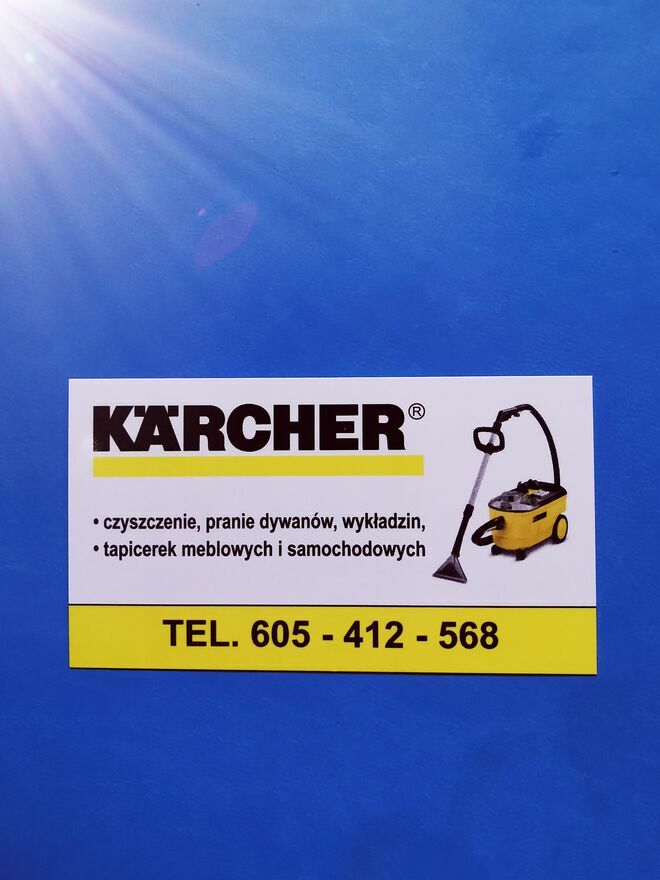 KÄRCHER®
• czyszczenie, pranie dywanów, wykładzin,
• tapicerek meblowych i samochodowych
TEL. 605 - 412 - 568